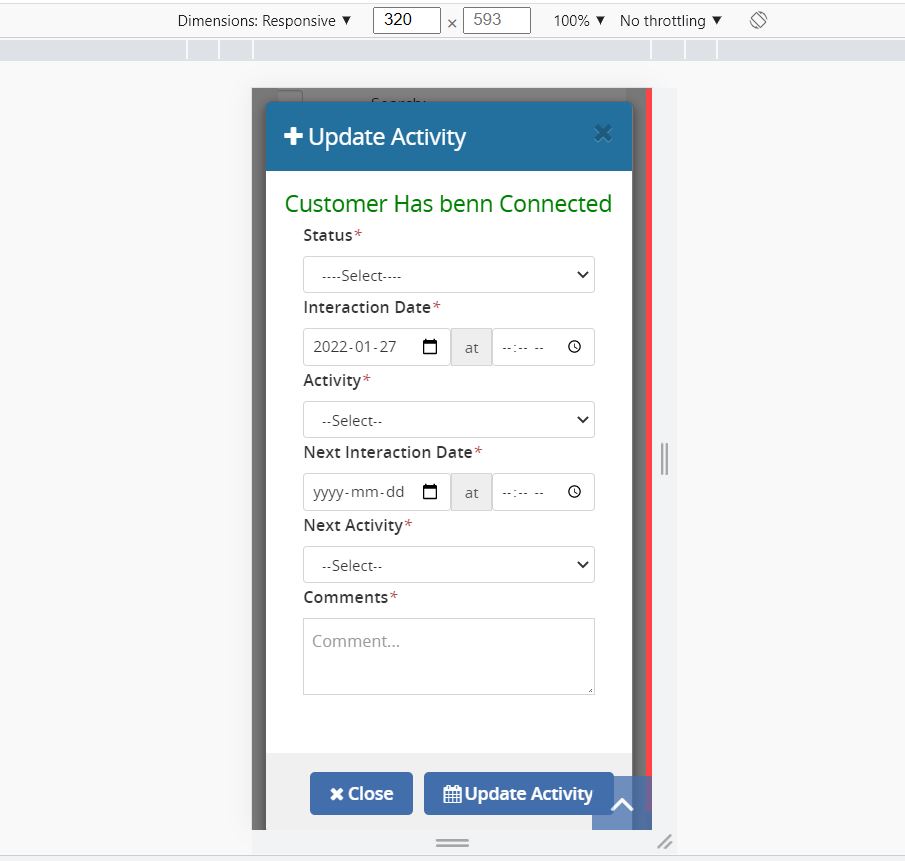 Dimensions: Responsive ▼ 320 × 593 100% ▼ No throttling ▼
Search:
Update Activity
Customer Has benn Connected
Status*
----Select----
Interaction Date*
2022-01-27 at --:-- --
Activity*
--Select--
Next Interaction Date*
yyyy-mm-dd at --:-- --
Next Activity*
--Select--
Comments*
Comment...
Close Update Activity